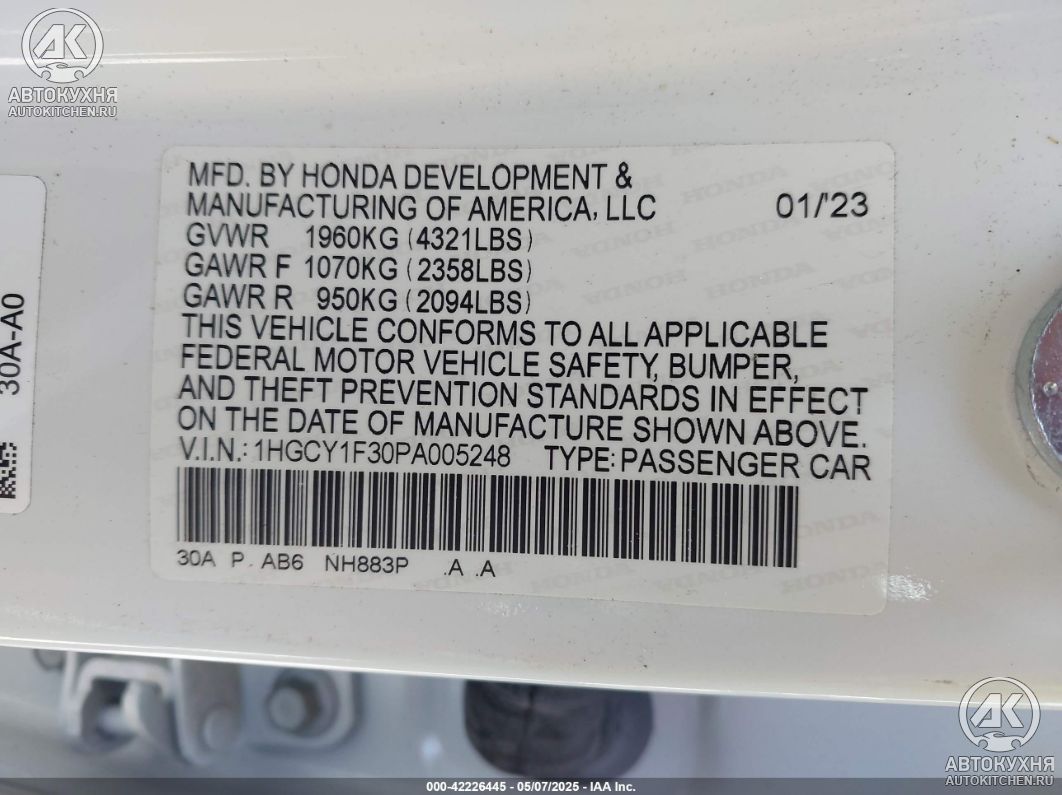 AK
АВТОКУХНЯ
AUTOKITCHEN.RU
MFD. BY HONDA DEVELOPMENT &
MANUFACTURING OF AMERICA, LLC 01/'23
GVWR 1960KG (4321LBS)
GAWR F 1070KG (2358LBS)
GAWR R 950KG (2094LBS)
THIS VEHICLE CONFORMS TO ALL APPLICABLE
FEDERAL MOTOR VEHICLE SAFETY, BUMPER,
AND THEFT PREVENTION STANDARDS IN EFFECT
ON THE DATE OF MANUFACTURE SHOWN ABOVE.
V.I.N.: 1HGCY1F30PA005248 TYPE: PASSENGER CAR
30A P. AB6 NH883P .A .A
30A-A0
AK
АВТОКУХНЯ
AUTOKITCHEN.RU
000-42226445 - 05/07/2025 - IAA Inc.